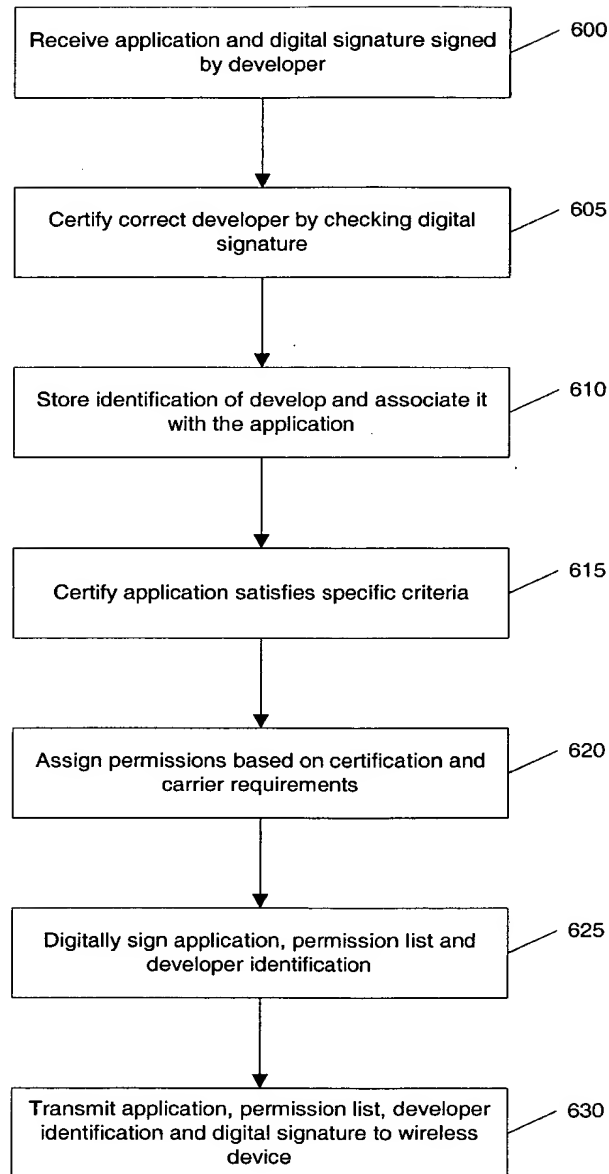 Receive application and digital signature signed
by developer
600
Certify correct developer by checking digital
signature
605
Store identification of develop and associate it
with the application
610
Certify application satisfies specific criteria
615
Assign permissions based on certification and
carrier requirements
620
Digitally sign application, permission list and
developer identification
625
Transmit application, permission list, developer
identification and digital signature to wireless
device
630